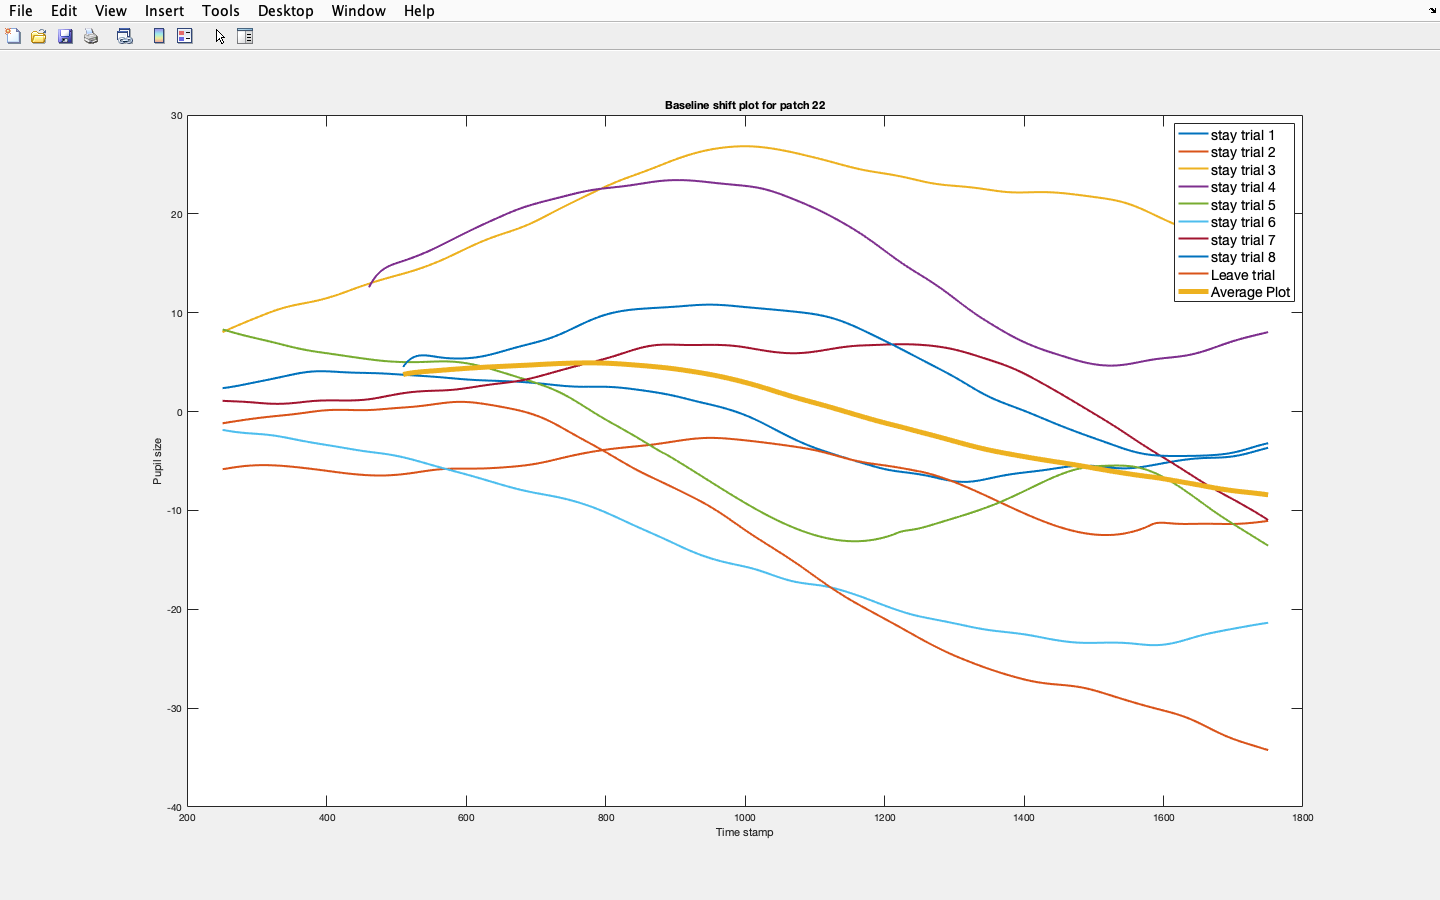 File Edit View Insert Tools Desktop Window Help
Baseline shift plot for patch 22
30
20
10
0
-10
-20
-30
-40
Pupil size
200 400 600 800 1000 1200 1400 1600 1800
Time stamp
stay trial 1
stay trial 2
stay trial 3
stay trial 4
stay trial 5
stay trial 6
stay trial 7
stay trial 8
Leave trial
Average Plot